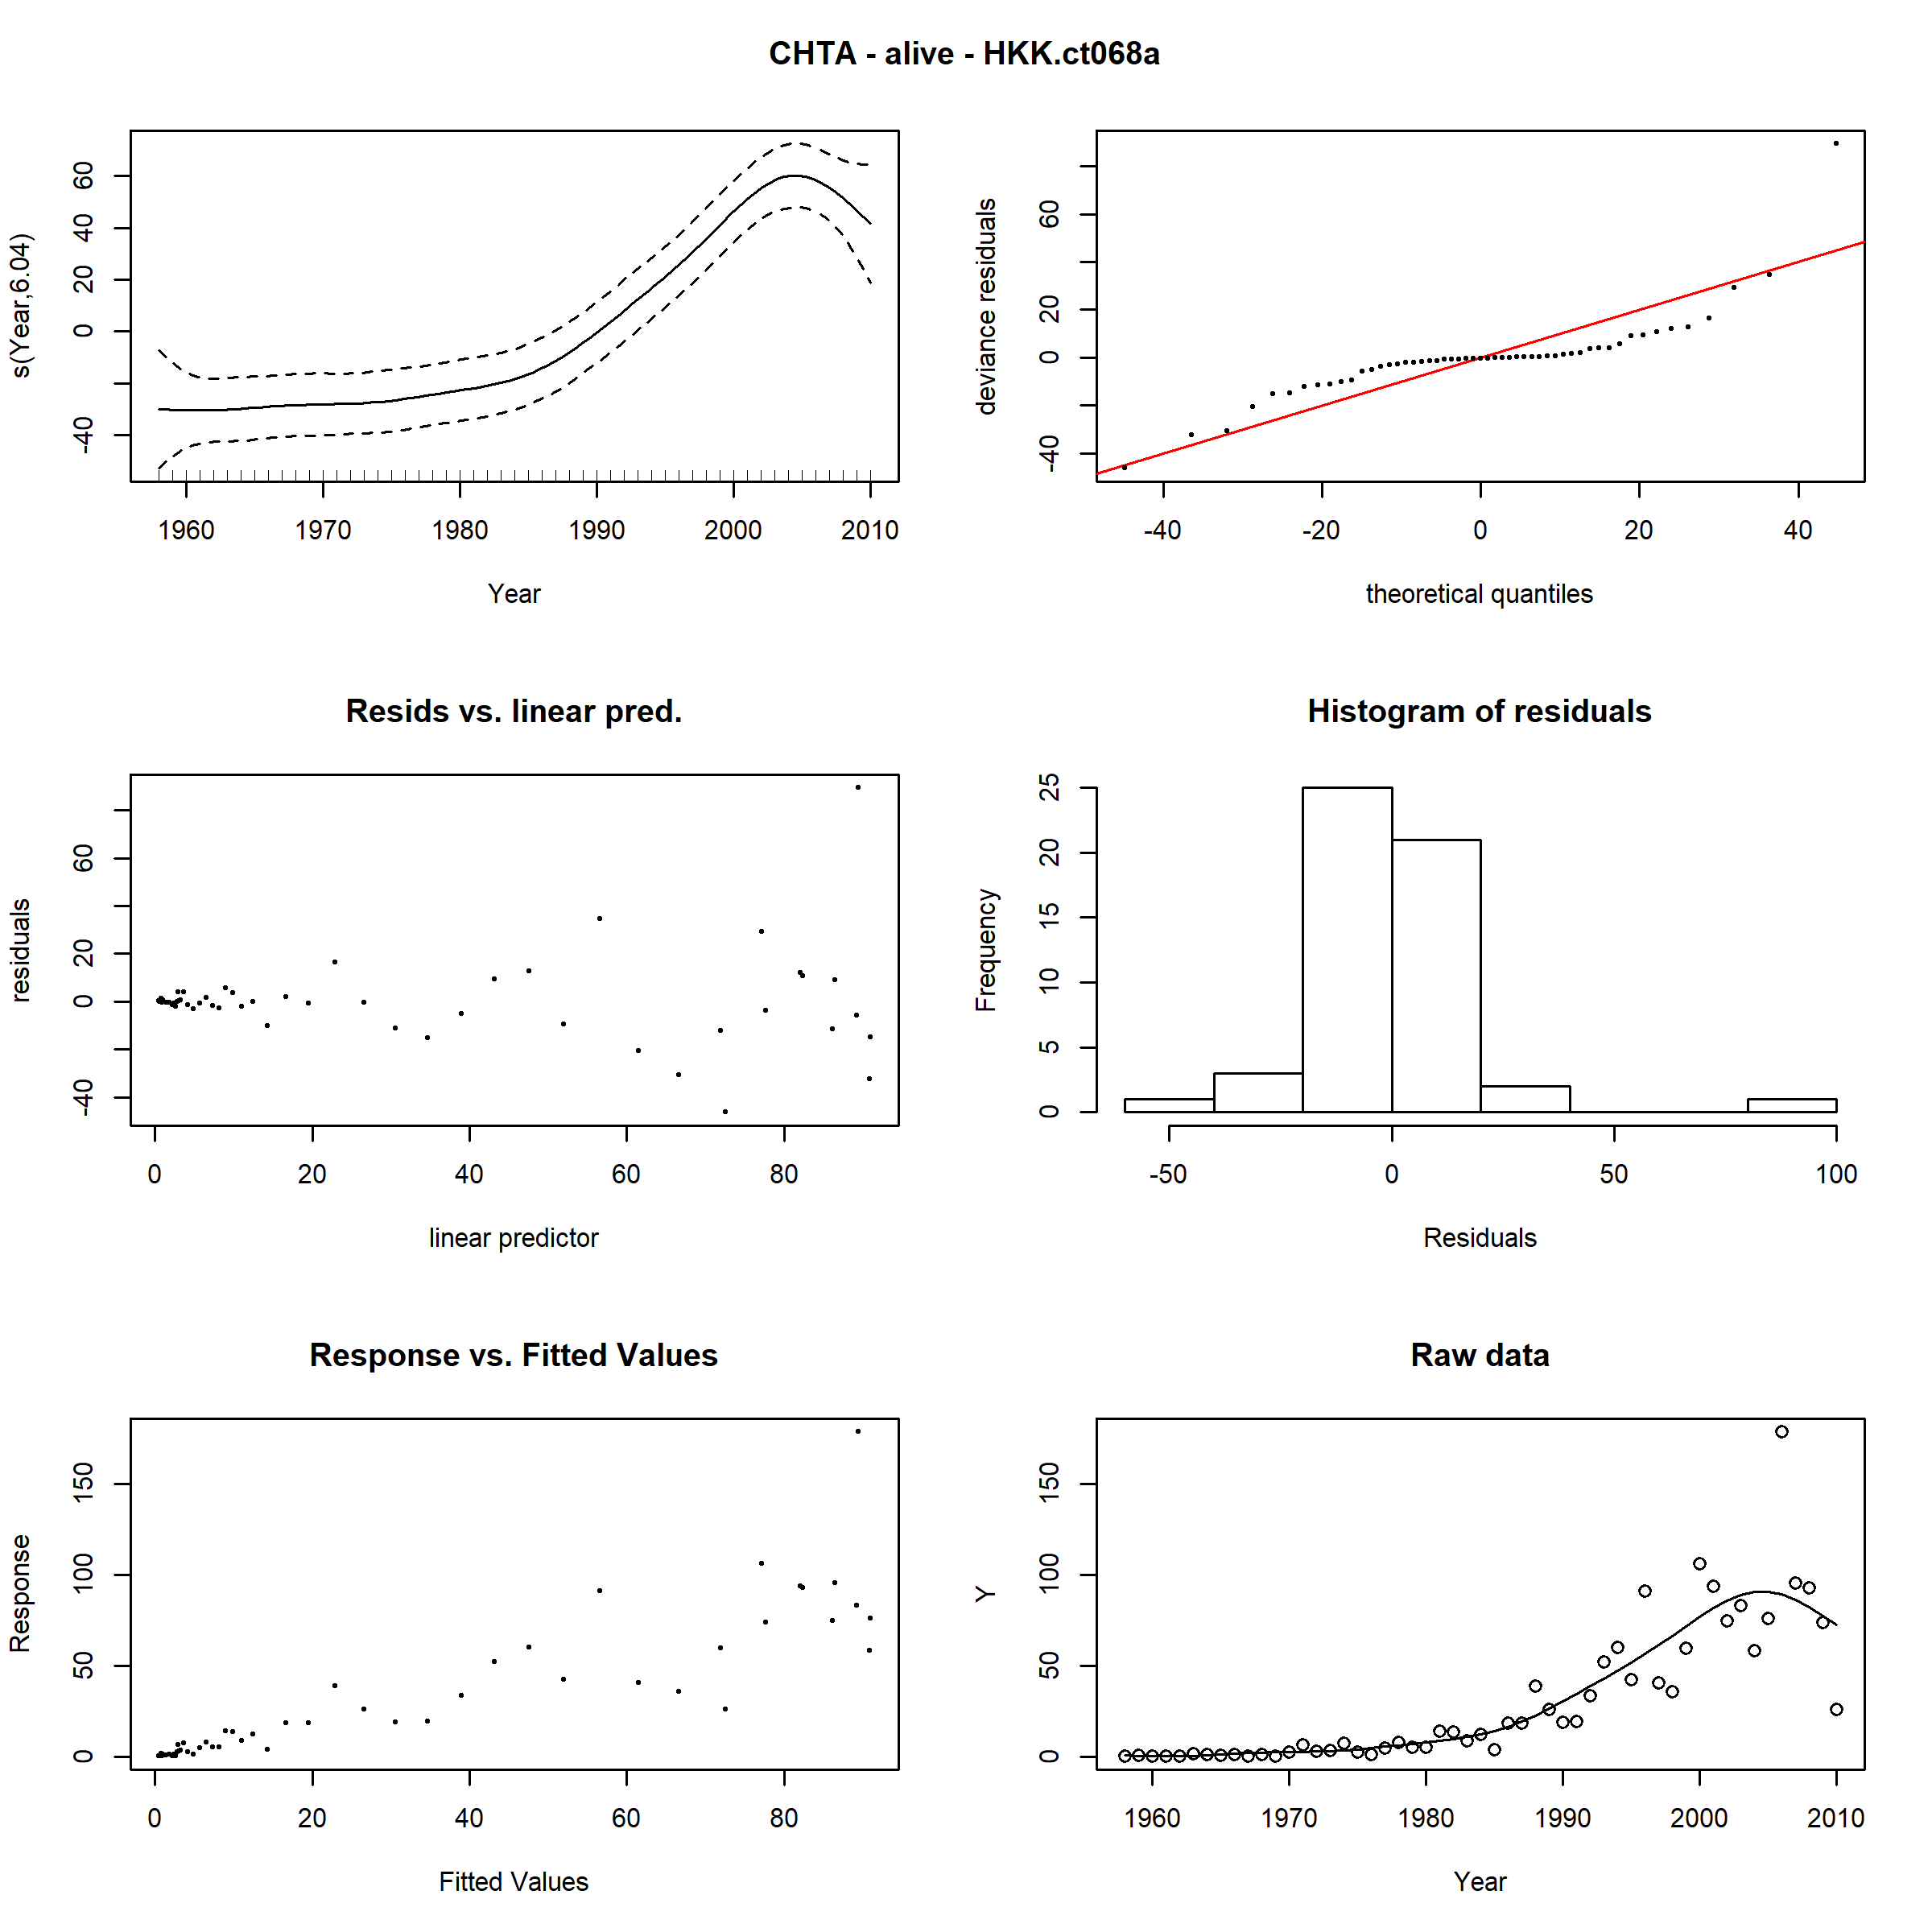 CHTA - alive - HKK.ct068a
s(Year,6.04)
-40 0 20 40 60
1960 1970 1980 1990 2000 2010
Year
deviance residuals
-40 0 20 60
-40 -20 0 20 40
theoretical quantiles
Resids vs. linear pred.
residuals
-40 0 20 60
0 20 40 60 80
linear predictor
Histogram of residuals
Frequency
0 5 10 15 20 25
-50 0 50 100
Residuals
Response vs. Fitted Values
Response
0 50 100 150
0 20 40 60 80
Fitted Values
Raw data
Y
0 50 100 150
1960 1970 1980 1990 2000 2010
Year